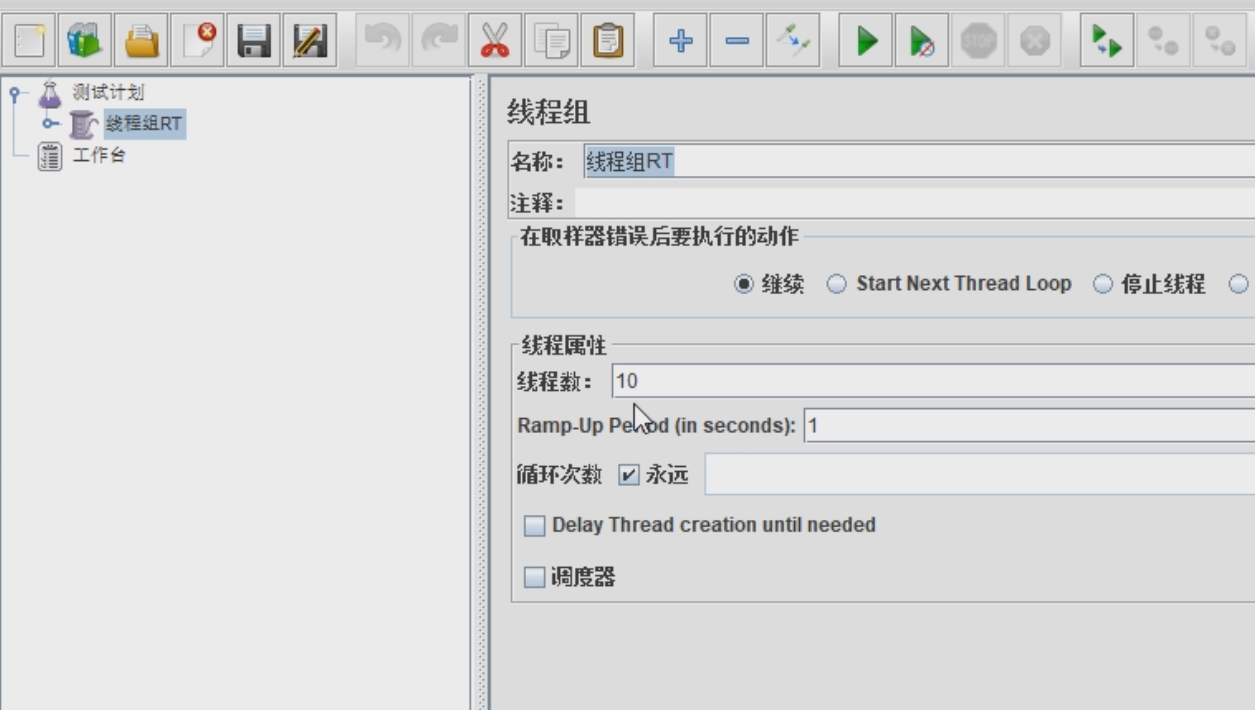 测试计划
线程组RT
工作台
线程组
名称： 线程组RT
注释：
在取样器错误后要执行的动作
继续 Start Next Thread Loop 停止线程
线程属性
线程数： 10
Ramp-Up Period (in seconds): 1
循环次数 永远
Delay Thread creation until needed
调度器